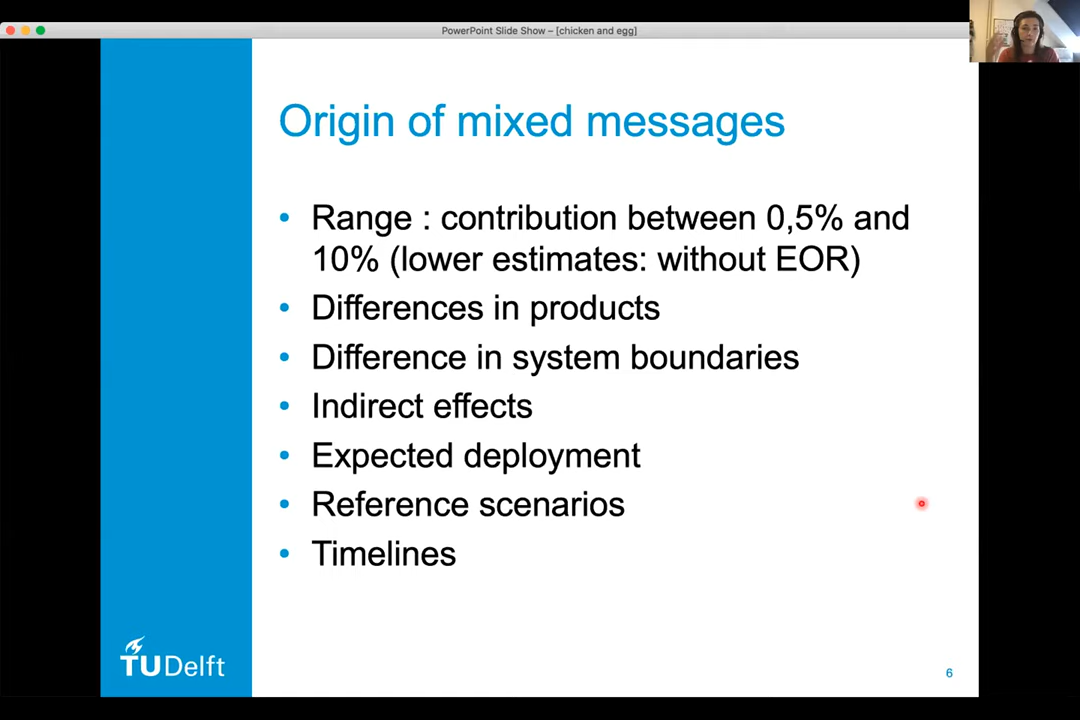 PowerPoint Slide Show – [chicken and egg]
Origin of mixed messages
• Range : contribution between 0,5% and
10% (lower estimates: without EOR)
• Differences in products
• Difference in system boundaries
• Indirect effects
• Expected deployment
• Reference scenarios
• Timelines
TUDelft
6